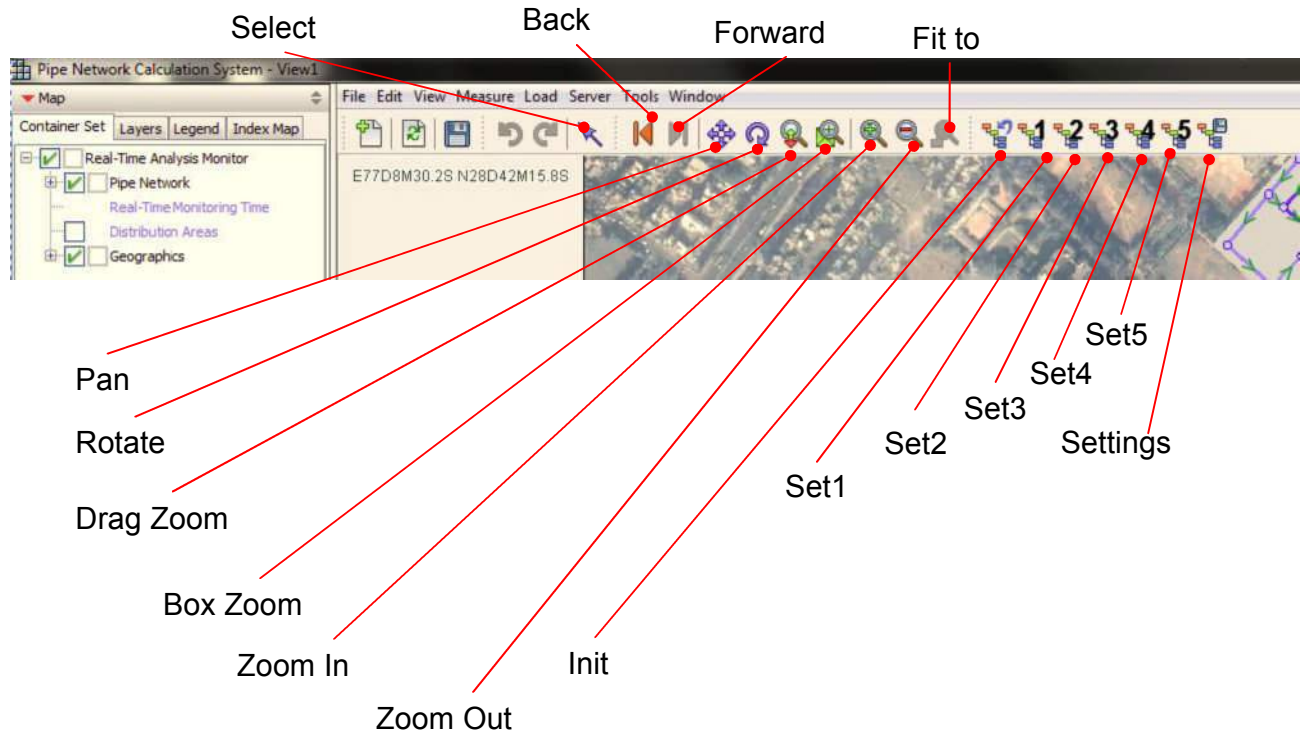 Select
Back
Forward
Fit to
Pipe Network Calculation System - View1
Map
File Edit View Measure Load Server Tools Window
Container Set Layers Legend Index Map
1 2 3 4 5
Real-Time Analysis Monitor
E77D8M30.2S N28D42M15.8S
Pipe Network
Real-Time Monitoring Time
Distribution Areas
Geographics
Set5
Pan
Set4
Set3
Rotate
Set2
Settings
Set1
Drag Zoom
Box Zoom
Zoom In
Init
Zoom Out